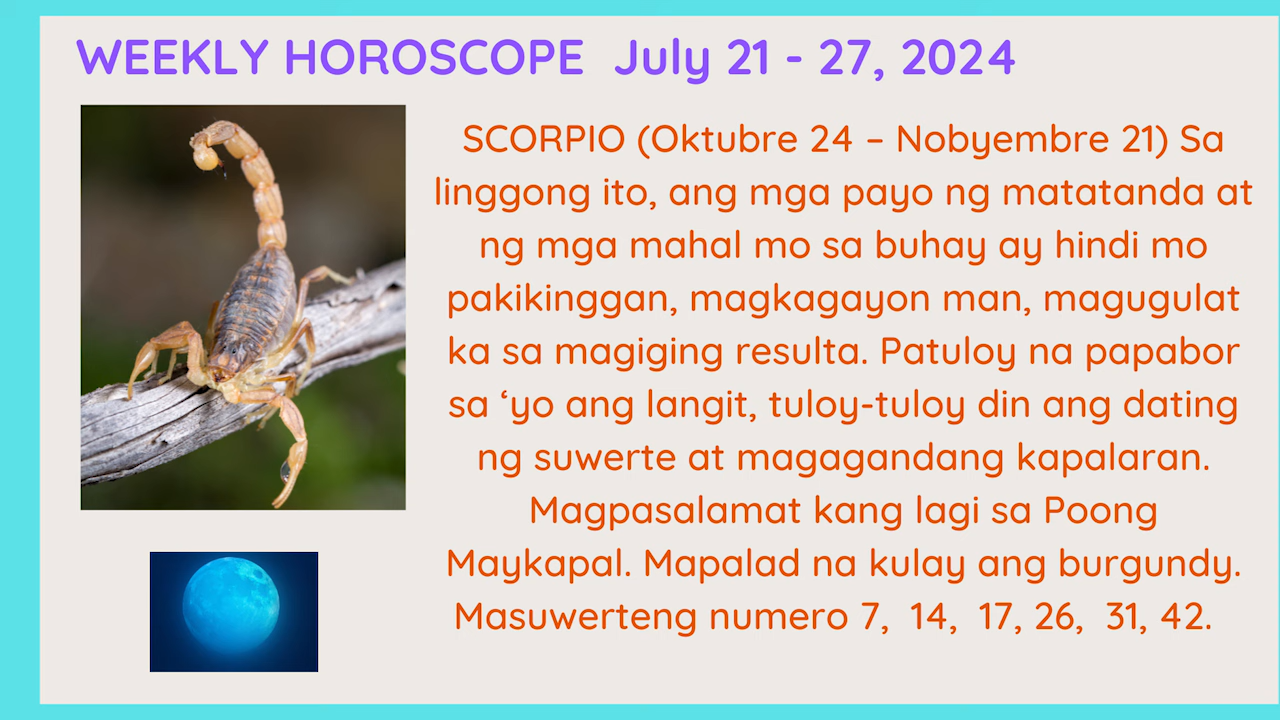 WEEKLY HOROSCOPE  July 21 - 27, 2024
SCORPIO (Oktubre 24 – Nobyembre 21) Sa
linggong ito, ang mga payo ng matatanda at
ng mga mahal mo sa buhay ay hindi mo
pakikinggan, magkagayon man, magugulat
ka sa magiging resulta. Patuloy na papabor
sa ‘yo ang langit, tuloy-tuloy din ang dating
ng suwerte at magagandang kapalaran.
Magpasalamat kang lagi sa Poong
Maykapal. Mapalad na kulay ang burgundy.
Masuwerteng numero 7,  14,  17, 26,  31, 42.